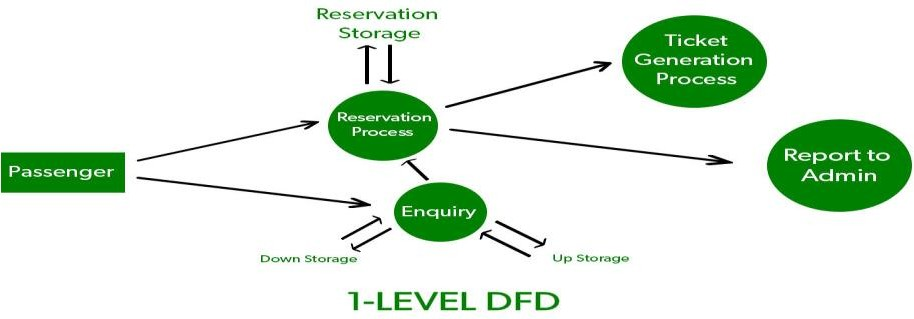 Reservation
Storage
Ticket
Generation
Process
Reservation
Process
Passenger
Report to
Admin
Enquiry
Down Storage
Up Storage
1-LEVEL DFD